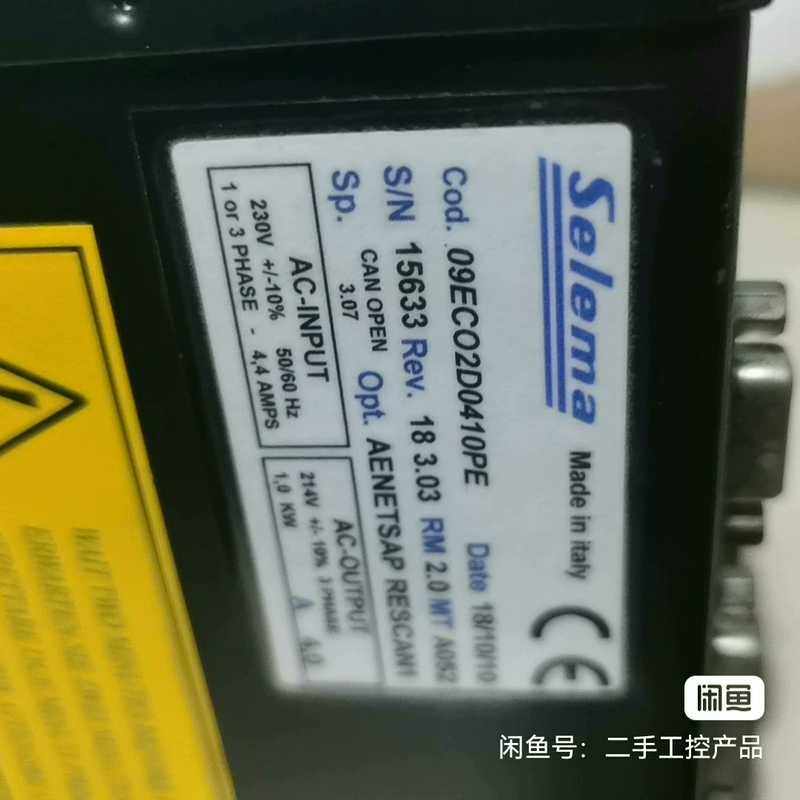 Selema Made in italy CE
Cod. 09ECO2D0410PE Date 18/10/10
S/N 15633 Rev. 18 3.03 RM 2.0 MT A052
Sp. CAN OPEN 3.07 Opt. AENETSAP RESCAN1
AC-INPUT
230V +/-10% 50/60 Hz
1 or 3 PHASE - 4,4 AMPS
AC-OUTPUT
214V +/-10% 3 PHASE
1,0 KW A 4,0
闲鱼
闲鱼号：二手工控产品